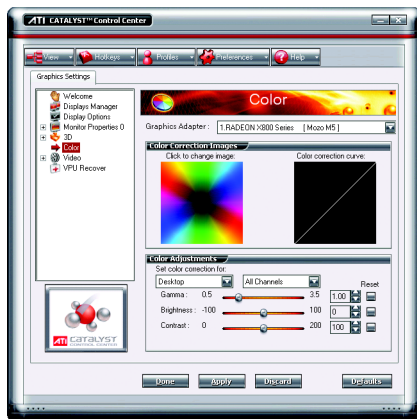 ATI CATALYST™ Control Center
View Hotkeys Profiles Preferences Help
Graphics Settings
Welcome
Displays Manager
Display Options
Monitor Properties 0
3D
Color
Video
VPU Recover
ATI CATALYST
CONTROL CENTER
Color
Graphics Adapter : 1.RADEON X800 Series [ Mozo M5 ]
Color Correction Images
Click to change image: Color correction curve:
Color Adjustments
Set color correction for:
Desktop All Channels Reset
Gamma : 0.5 3.5 1.00
Brightness : -100 100 0
Contrast : 0 200 100
Done Apply Discard Defaults